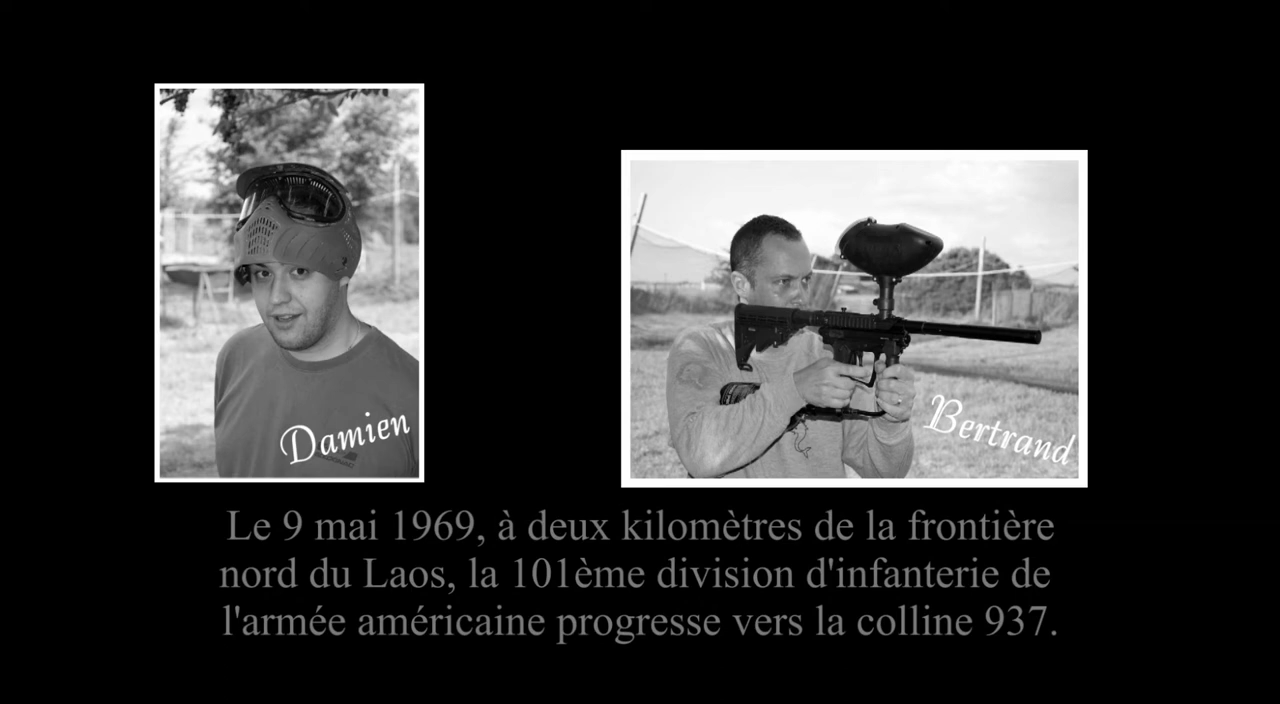 Damien
Bertrand
Le 9 mai 1969, à deux kilomètres de la frontière
nord du Laos, la 101ème division d'infanterie de
l'armée américaine progresse vers la colline 937.